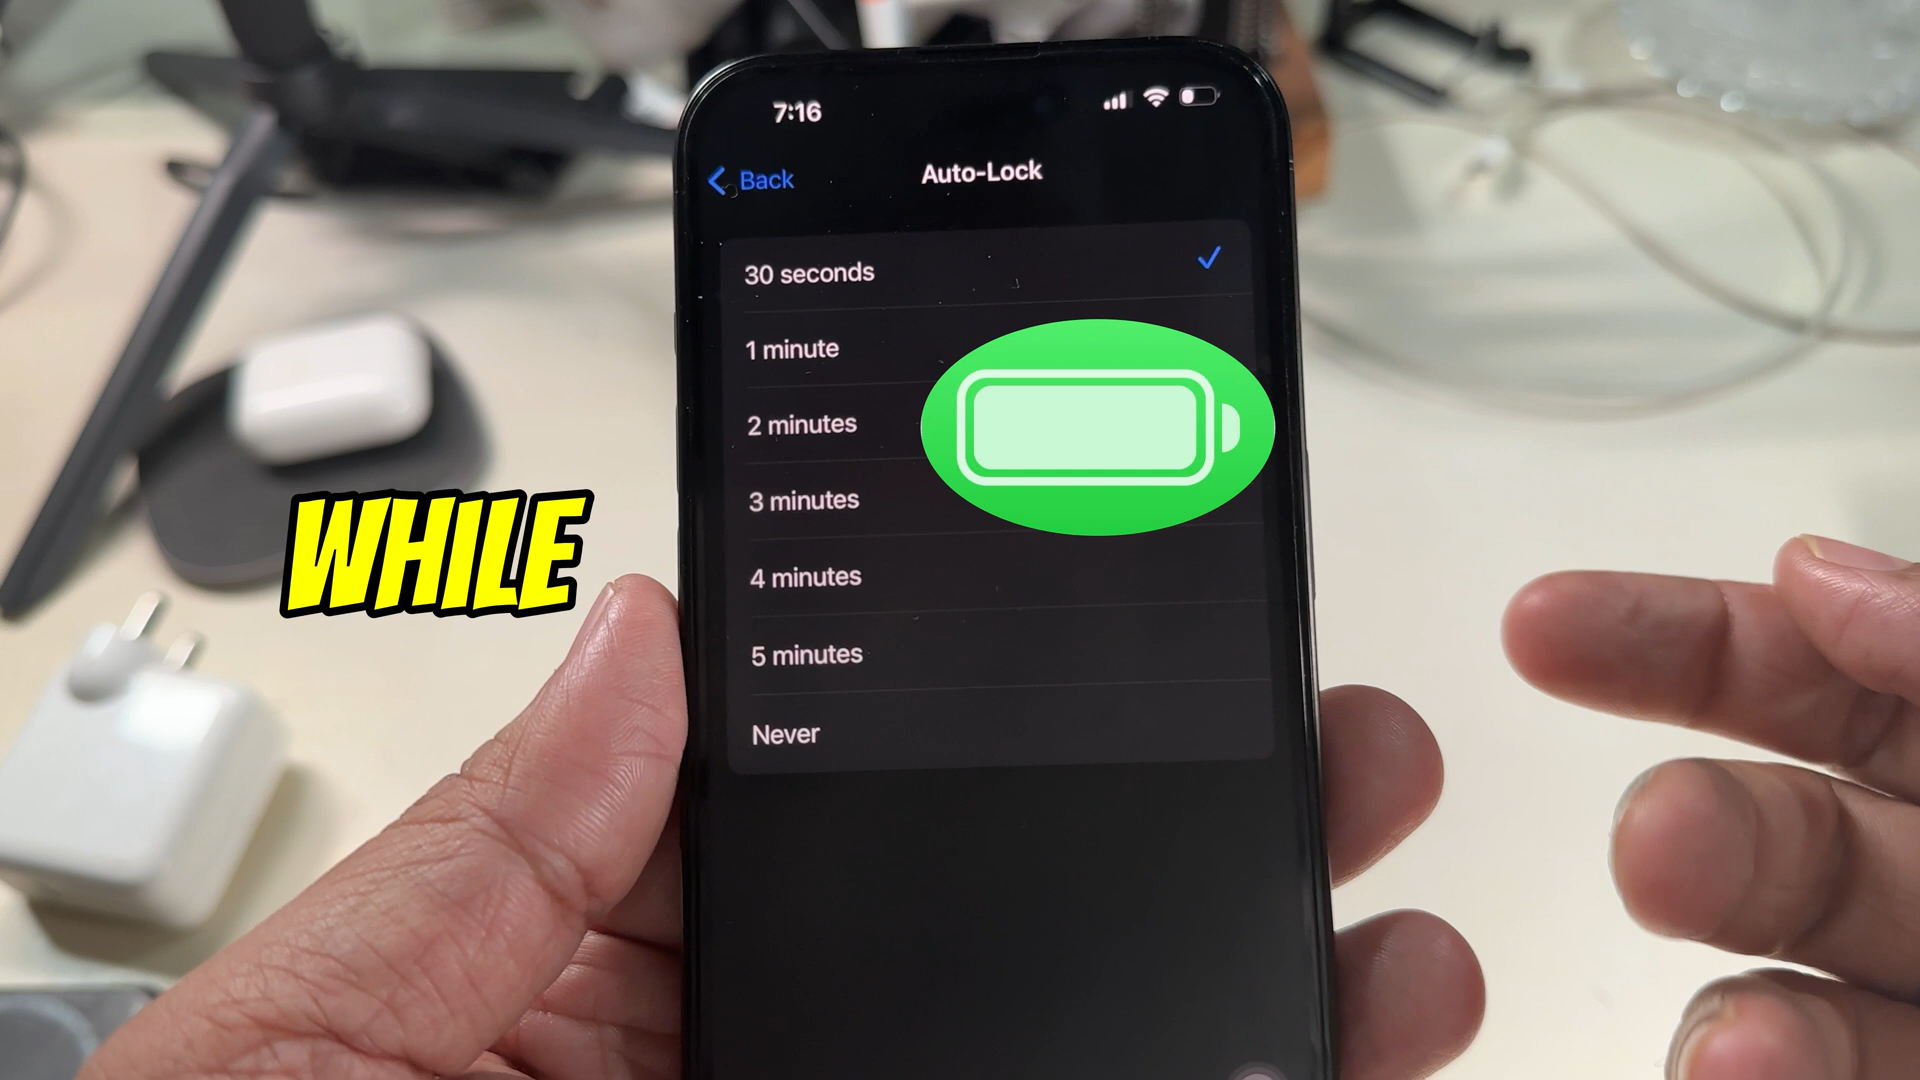 7:16
Back
Auto-Lock
30 seconds
1 minute
2 minutes
3 minutes
WHILE
4 minutes
5 minutes
Never